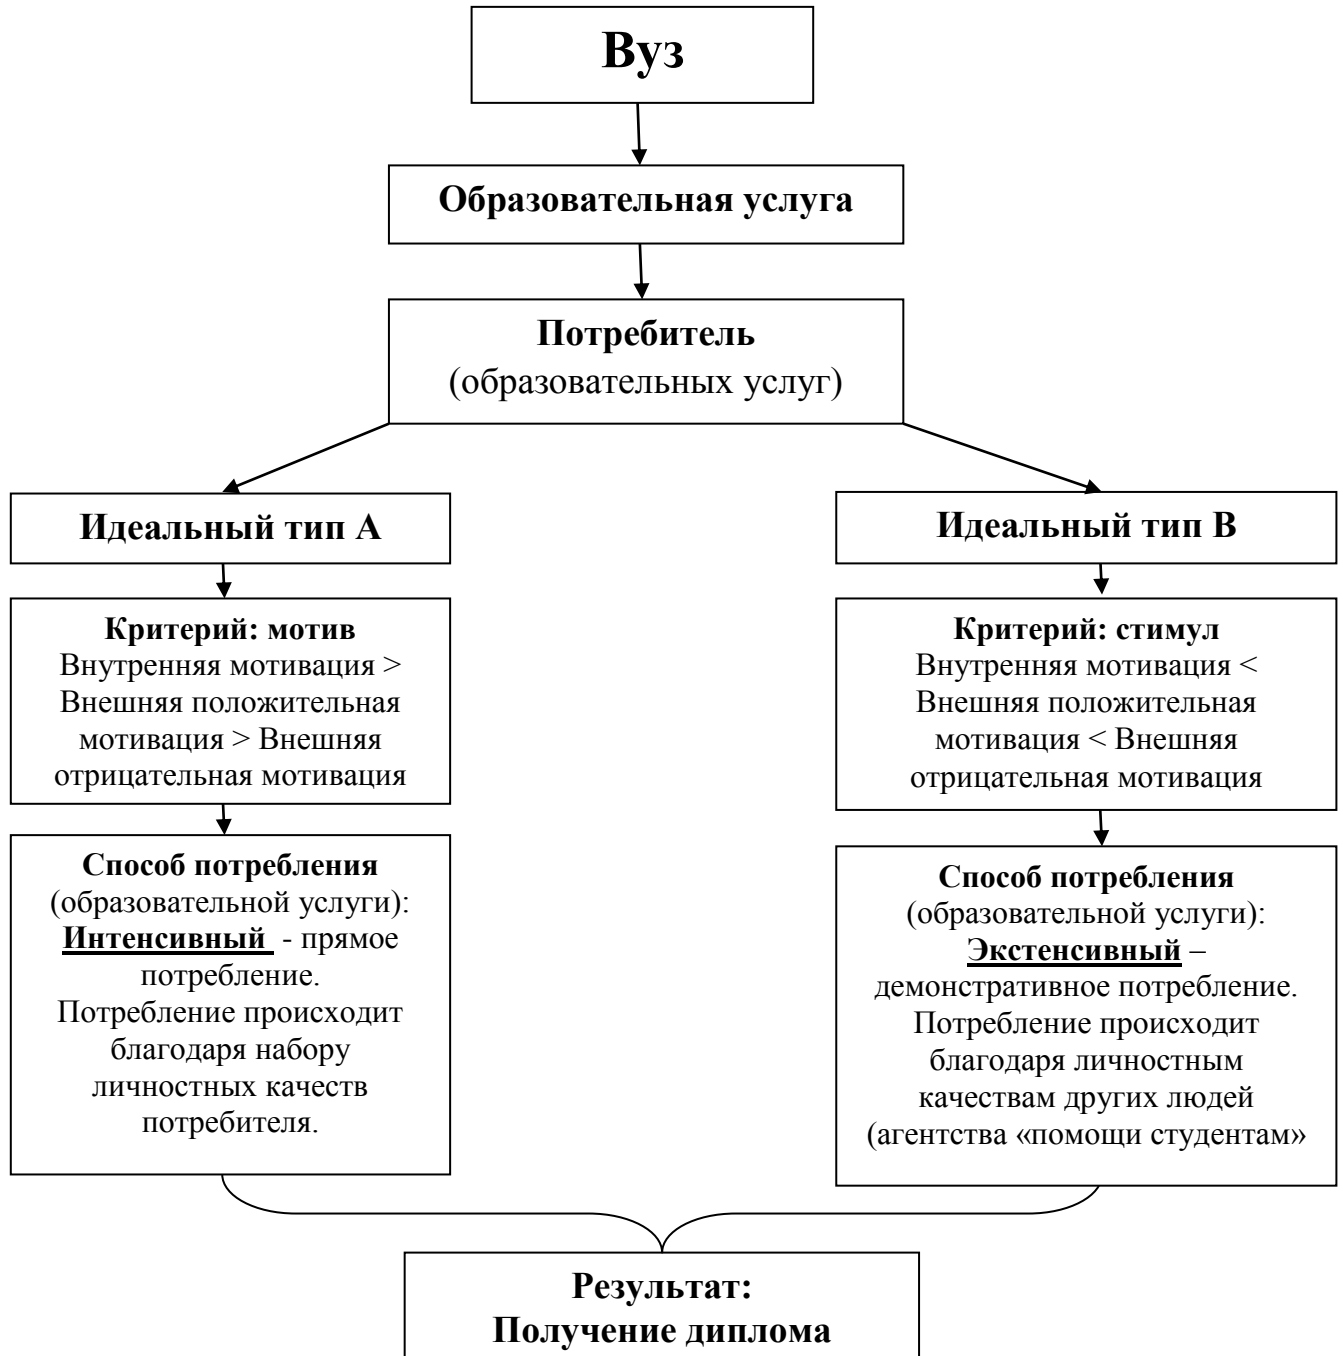 Вуз
Образовательная услуга
Потребитель
(образовательных услуг)
Идеальный тип А
Критерий: мотив
Внутренняя мотивация >
Внешняя положительная
мотивация > Внешняя
отрицательная мотивация
Способ потребления
(образовательной услуги):
Интенсивный - прямое
потребление.
Потребление происходит
благодаря набору
личностных качеств
потребителя.
Идеальный тип В
Критерий: стимул
Внутренняя мотивация <
Внешняя положительная
мотивация < Внешняя
отрицательная мотивация
Способ потребления
(образовательной услуги):
Экстенсивный –
демонстративное потребление.
Потребление происходит
благодаря личностным
качествам других людей
(агентства «помощи студентам»
Результат:
Получение диплома